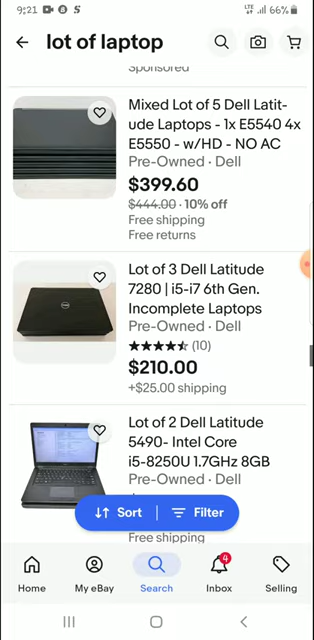 9:21
LTE
66%
lot of laptop
Sponsored
Mixed Lot of 5 Dell Latit-
ude Laptops - 1x E5540 4x
E5550 - w/HD - NO AC
Pre-Owned · Dell
$399.60
$444.00 · 10% off
Free shipping
Free returns
Lot of 3 Dell Latitude
7280 | i5-i7 6th Gen.
Incomplete Laptops
Pre-Owned · Dell
(10)
$210.00
+$25.00 shipping
Lot of 2 Dell Latitude
5490- Intel Core
i5-8250U 1.7GHz 8GB
Pre-Owned · Dell
Sort
Filter
Free shipping
4
Home
My eBay
Search
Inbox
Selling